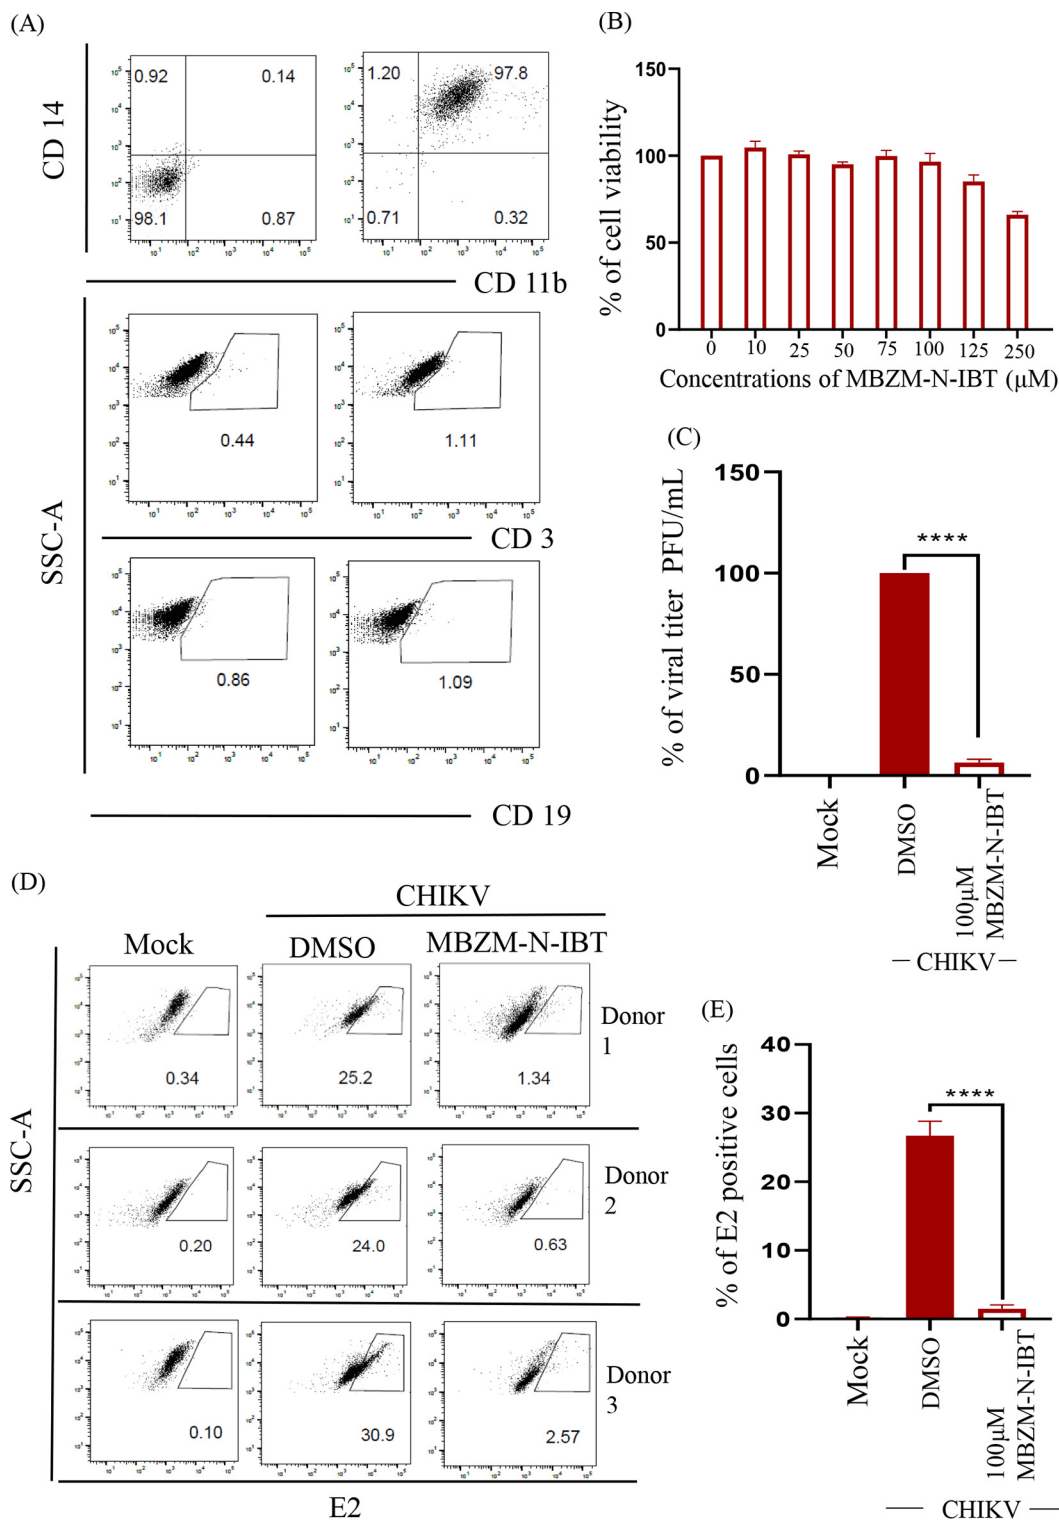 (A)
CD 14
0.92 0.14
98.1 0.87
1.20 97.8
0.71 0.32
CD 11b
SSC-A
0.44
1.11
CD 3
0.86
1.09
CD 19
(B)
% of cell viability
150
100
50
0
0 10 25 50 75 100 125 250
Concentrations of MBZM-N-IBT (µM)
(C)
% of viral titer PFU/mL
150
100
50
0
****
Mock
DMSO
100µM
MBZM-N-IBT
CHIKV
(D)
CHIKV
Mock DMSO MBZM-N-IBT
SSC-A
0.34 25.2 1.34
Donor
1
0.20 24.0 0.63
Donor
2
0.10 30.9 2.57
Donor
3
E2
(E)
% of E2 positive cells
40
30
20
10
0
****
Mock
DMSO
100µM
MBZM-N-IBT
CHIKV